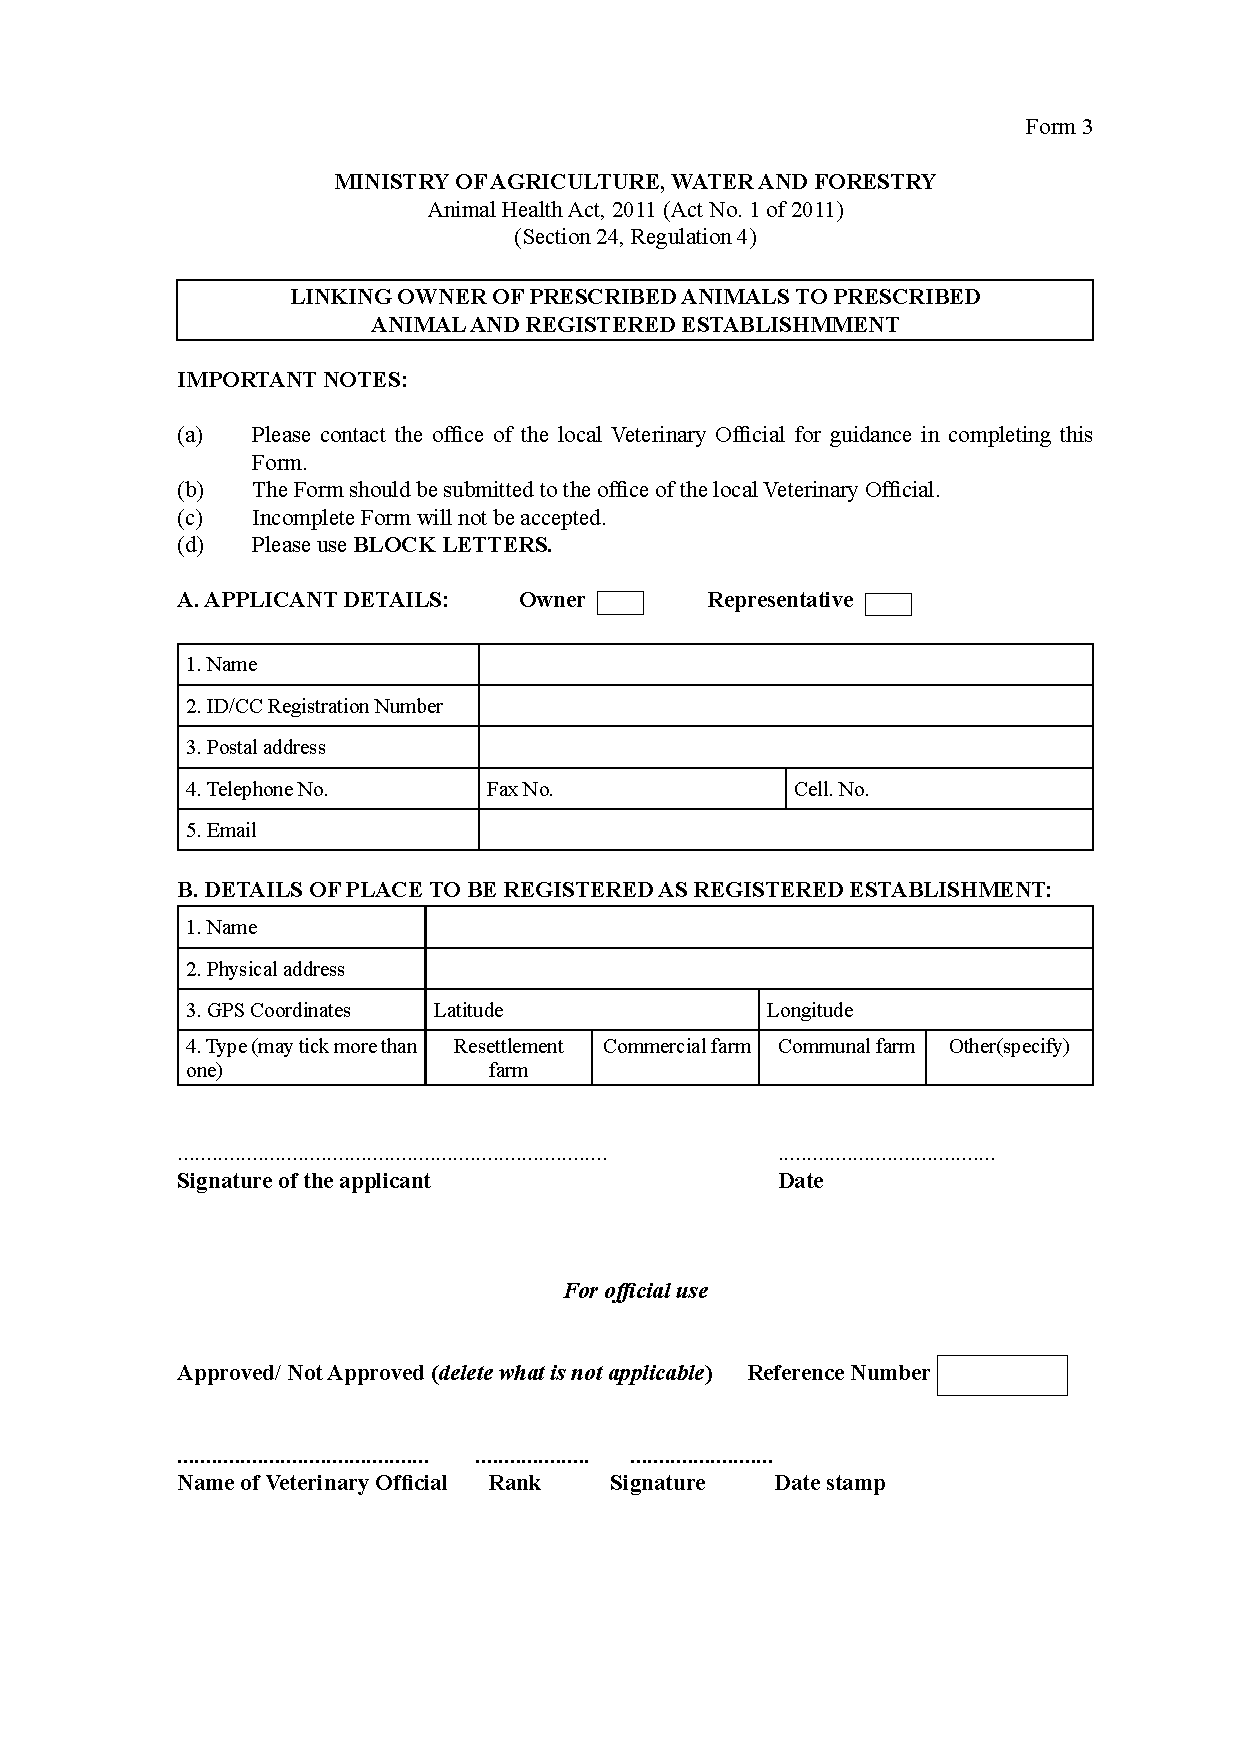 Form 3
MINISTRY OF AGRICULTURE, WATER AND FORESTRY
Animal Health Act, 2011 (Act No. 1 of 2011)
(Section 24, Regulation 4)
LINKING OWNER OF PRESCRIBED ANIMALS TO PRESCRIBED
ANIMAL AND REGISTERED ESTABLISHMMENT
IMPORTANT NOTES:
(a) Please contact the office of the local Veterinary Official for guidance in completing this
Form.
(b) The Form should be submitted to the office of the local Veterinary Official.
(c) Incomplete Form will not be accepted.
(d) Please use BLOCK LETTERS.
A. APPLICANT DETAILS: Owner Representative
1. Name
2. ID/CC Registration Number
3. Postal address
4. Telephone No. Fax No. Cell. No.
5. Email
B. DETAILS OF PLACE TO BE REGISTERED AS REGISTERED ESTABLISHMENT:
1. Name
2. Physical address
3. GPS Coordinates Latitude Longitude
4. Type (may tick more than Resettlement Commercial farm Communal farm Other(specify)
one) farm
........................................................................... ......................................
Signature of the applicant Date
For official use
Approved/ Not Approved (delete what is not applicable) Reference Number
............................................ .................... .........................
Name of Veterinary Official Rank Signature Date stamp